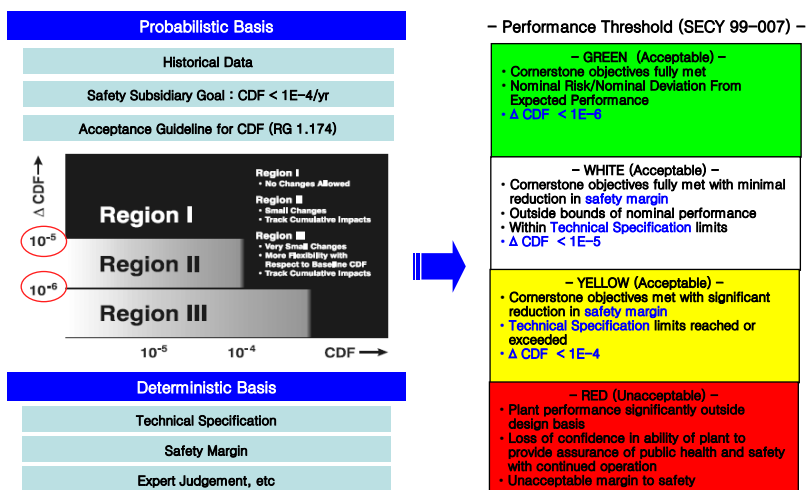 Probabilistic Basis
Historical Data
Safety Subsidiary Goal : CDF < 1E-4/yr
Acceptance Guideline for CDF (RG 1.174)
Δ CDF →
10⁻⁵
10⁻⁶
Region I
Region II
Region III
Region I
• No Changes Allowed
Region II
• Small Changes
• Track Cumulative Impacts
Region III
• Very Small Changes
• More Flexibility with
Respect to Baseline CDF
• Track Cumulative Impacts
10⁻⁵
10⁻⁴
CDF →
Deterministic Basis
Technical Specification
Safety Margin
Expert Judgement, etc
- Performance Threshold (SECY 99-007) -
- GREEN (Acceptable) -
• Cornerstone objectives fully met
• Nominal Risk/Nominal Deviation From
Expected Performance
• Δ CDF < 1E-6
- WHITE (Acceptable) -
• Cornerstone objectives fully met with minimal
reduction in safety margin
• Outside bounds of nominal performance
• Within Technical Specification limits
• Δ CDF < 1E-5
- YELLOW (Acceptable) -
• Cornerstone objectives met with significant
reduction in safety margin
• Technical Specification limits reached or
exceeded
• Δ CDF < 1E-4
- RED (Unacceptable) -
• Plant performance significantly outside
design basis
• Loss of confidence in ability of plant to
provide assurance of public health and safety
with continued operation
• Unacceptable margin to safety